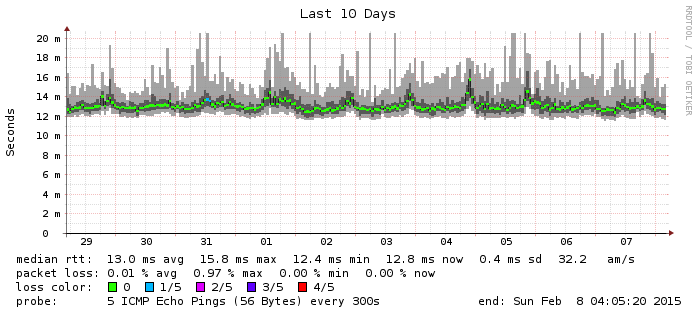 Last 10 Days
RRDTOOL / TOBI OETIKER
Seconds
20 m
18 m
16 m
14 m
12 m
10 m
8 m
6 m
4 m
2 m
0
29 30 31 01 02 03 04 05 06 07
median rtt: 13.0 ms avg 15.8 ms max 12.4 ms min 12.8 ms now 0.4 ms sd 32.2 am/s
packet loss: 0.01 % avg 0.97 % max 0.00 % min 0.00 % now
loss color: 0 1/5 2/5 3/5 4/5
probe: 5 ICMP Echo Pings (56 Bytes) every 300s end: Sun Feb 8 04:05:20 2015